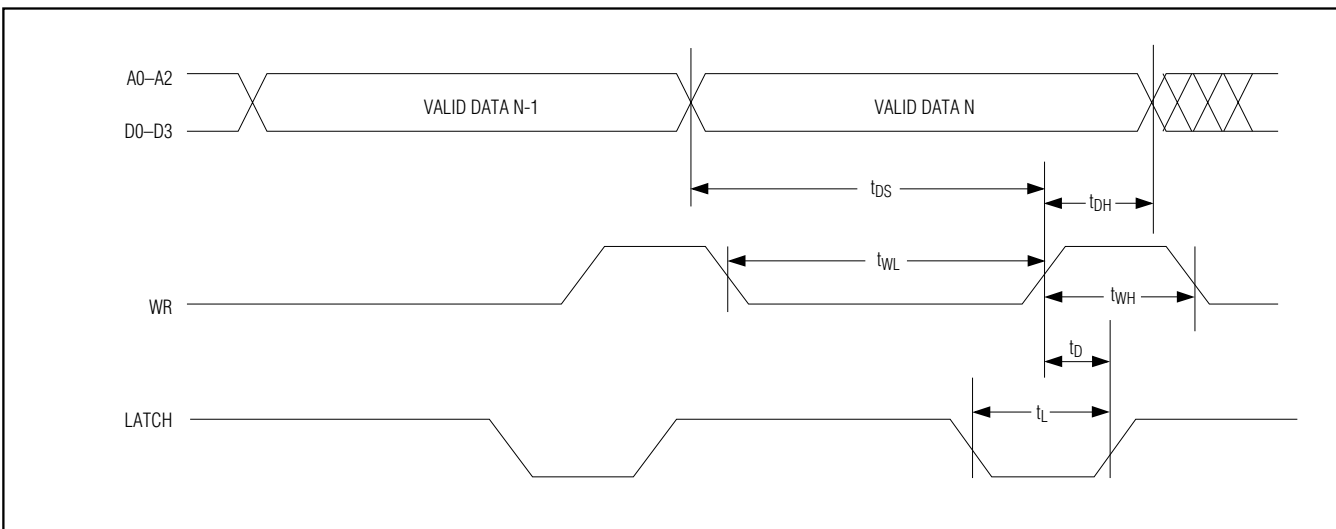 A0–A2
VALID DATA N-1
VALID DATA N
D0–D3
tDS
tDH
tWL
tWH
WR
tD
LATCH
tL